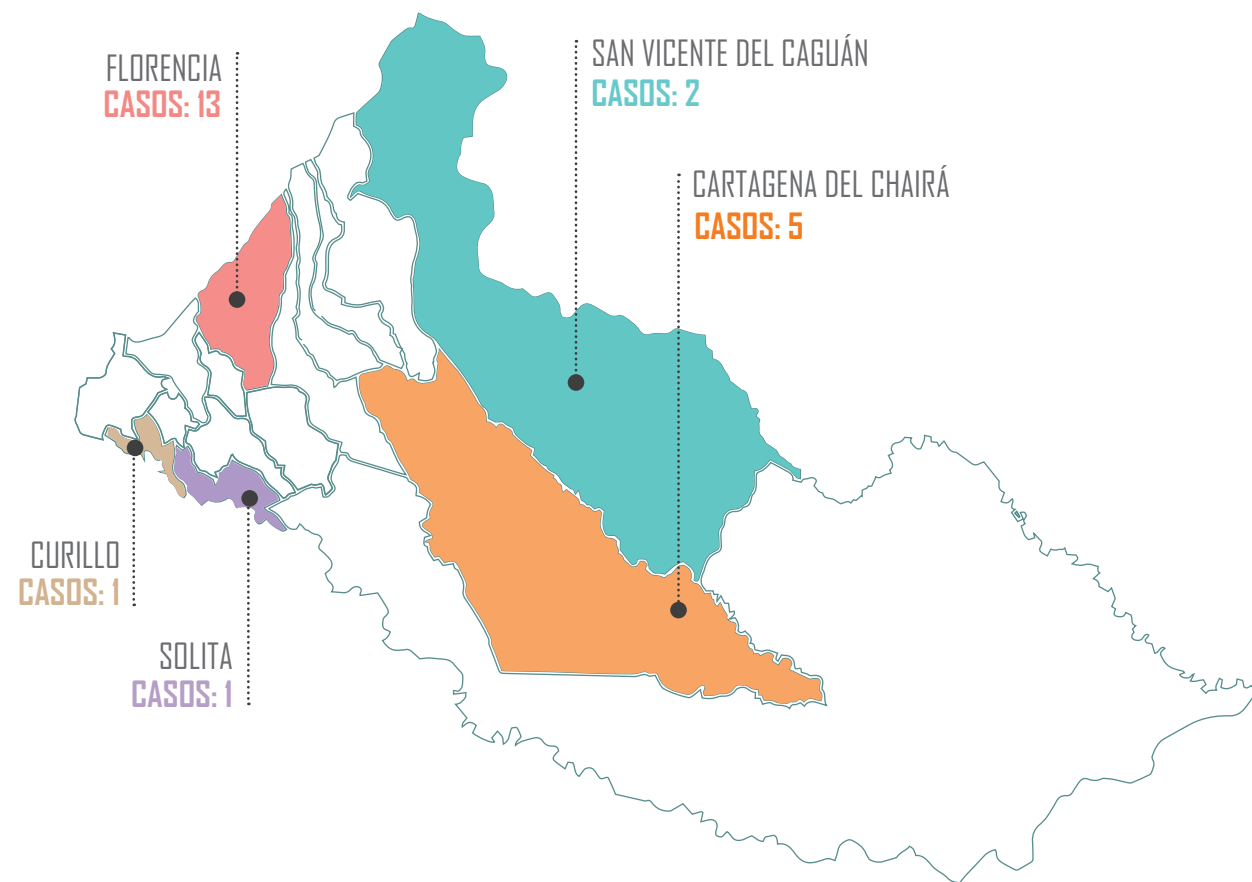 FLORENCIA
CASOS: 13
SAN VICENTE DEL CAGUÁN
CASOS: 2
CARTAGENA DEL CHAIRÁ
CASOS: 5
CURILLO
CASOS: 1
SOLITA
CASOS: 1